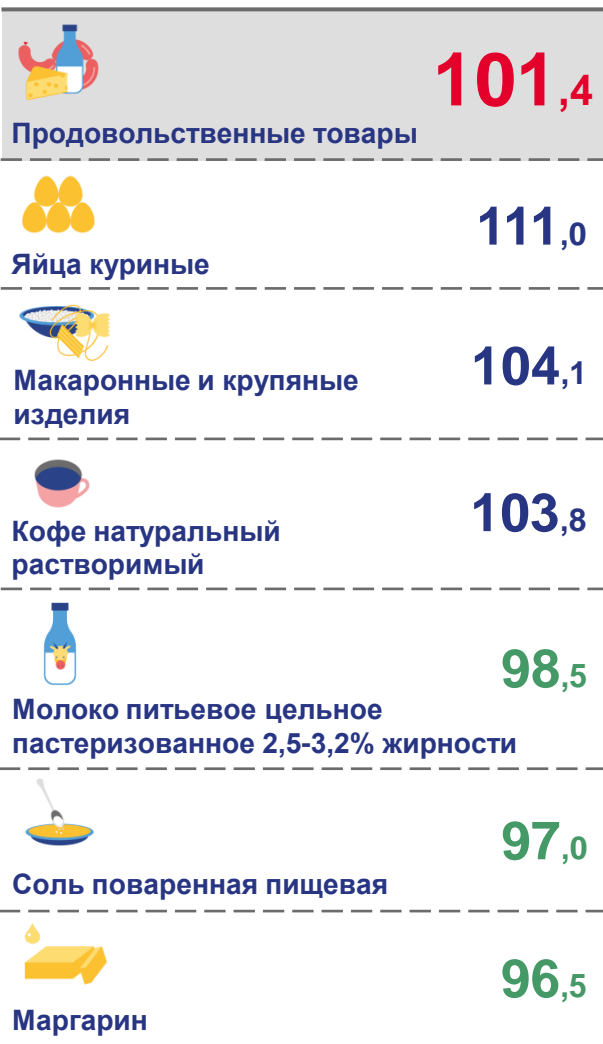 101,4
Продовольственные товары
111,0
Яйца куриные
104,1
Макаронные и крупяные
изделия
103,8
Кофе натуральный
растворимый
98,5
Молоко питьевое цельное
пастеризованное 2,5-3,2% жирности
97,0
Соль поваренная пищевая
96,5
Маргарин